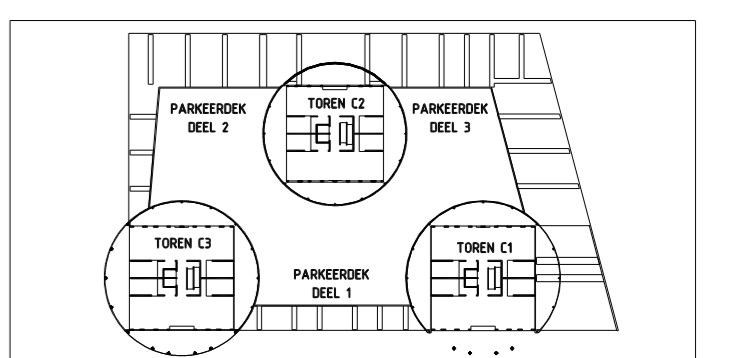 PARKEERDEK
DEEL 2
TOREN C2
PARKEERDEK
DEEL 3
TOREN C3
PARKEERDEK
DEEL 1
TOREN C1